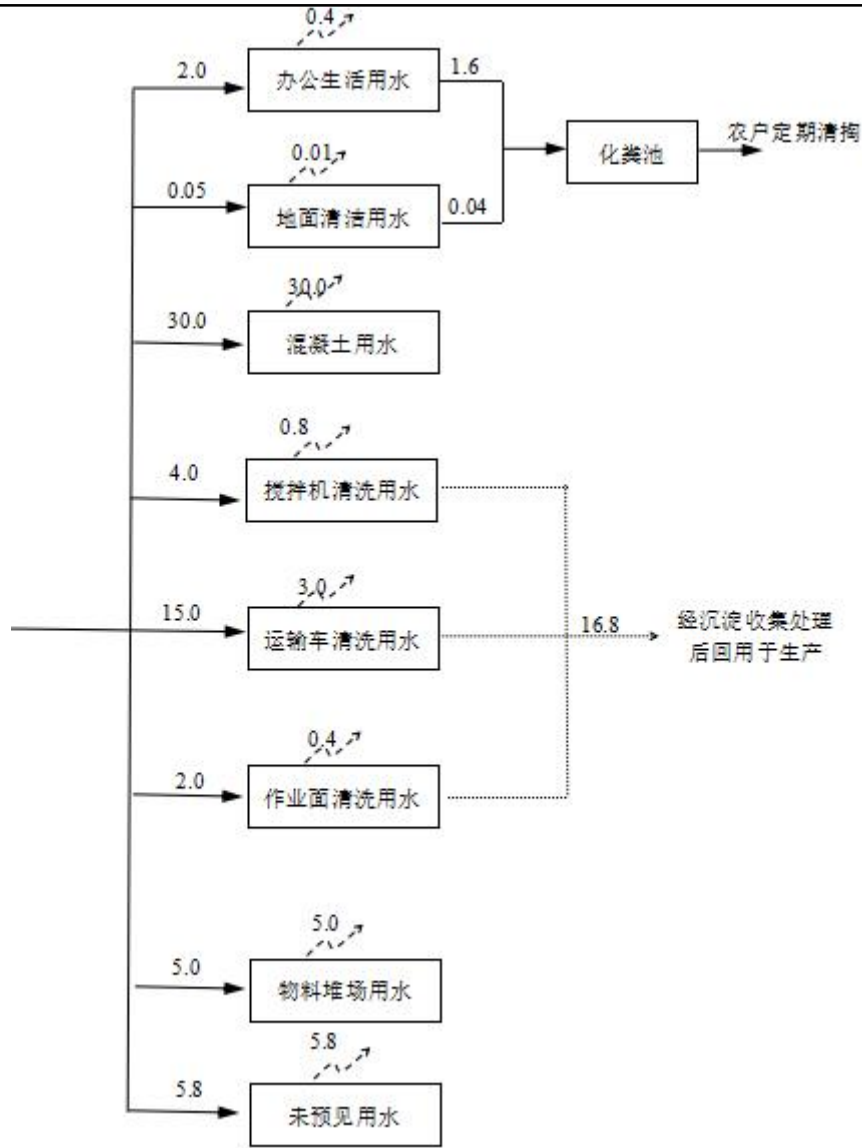 0.4
2.0
办公生活用水
1.6
0.01
0.05
地面清洁用水
0.04
化粪池
农户定期清掏
30.0
30.0
混凝土用水
0.8
4.0
搅拌机清洗用水
3.0
15.0
运输车清洗用水
16.8
经沉淀收集处理
后回用于生产
0.4
2.0
作业面清洗用水
5.0
5.0
物料堆场用水
5.8
5.8
未预见用水